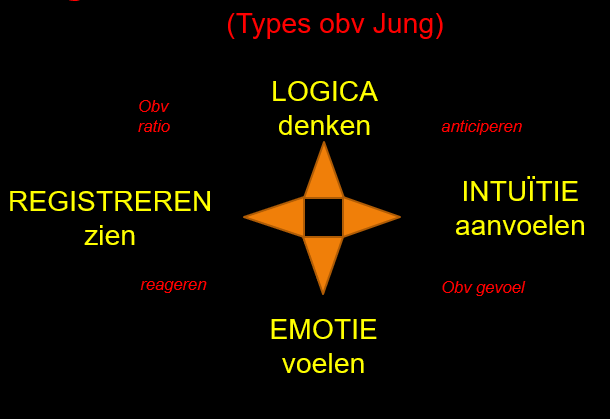 (Types obv Jung)
LOGICA
denken
Obv
ratio
anticiperen
REGISTREREN
zien
INTUÏTIE
aanvoelen
reageren
Obv gevoel
EMOTIE
voelen